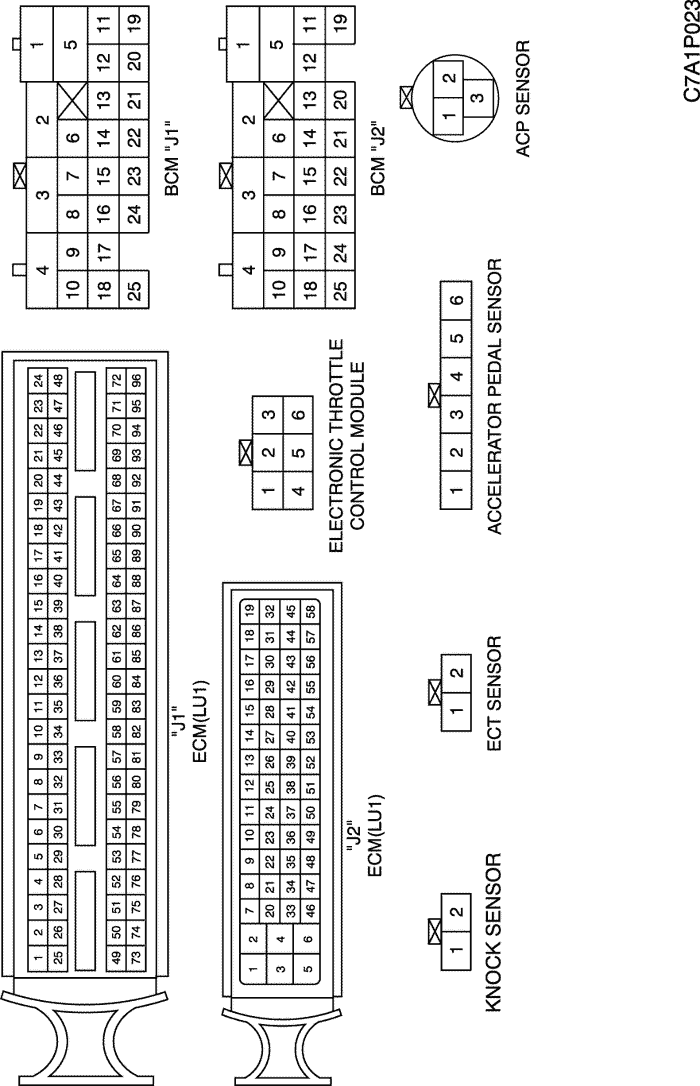 1 2 3 4 5 6 7 8 9 10 11 12 13 14 15 16 17 18 19 20 21 22 23 24
25 26 27 28 29 30 31 32 33 34 35 36 37 38 39 40 41 42 43 44 45 46 47 48
49 50 51 52 53 54 55 56 57 58 59 60 61 62 63 64 65 66 67 68 69 70 71 72
73 74 75 76 77 78 79 80 81 82 83 84 85 86 87 88 89 90 91 92 93 94 95 96
"J1"
ECM(LU1)
4 3 2 1
10 9 8 7 6 5
18 17 16 15 14 13 12 11
25 24 23 22 21 20 19
BCM "J1"
1 2
3 4
5 6
7 8 9 10 11 12 13 14 15 16 17 18 19
20 21 22 23 24 25 26 27 28 29 30 31 32
33 34 35 36 37 38 39 40 41 42 43 44 45
46 47 48 49 50 51 52 53 54 55 56 57 58
"J2"
ECM(LU1)
1 2 3
4 5 6
ELECTRONIC THROTTLE
CONTROL MODULE
4 3 2 1
10 9 8 7 6 5
18 17 16 15 14 13 12 11
25 24 23 22 21 20 19
BCM "J2"
1 2
KNOCK SENSOR
1 2
ECT SENSOR
1 2 3 4 5 6
ACCELERATOR PEDAL SENSOR
1 2
3
ACP SENSOR
C7A1P023